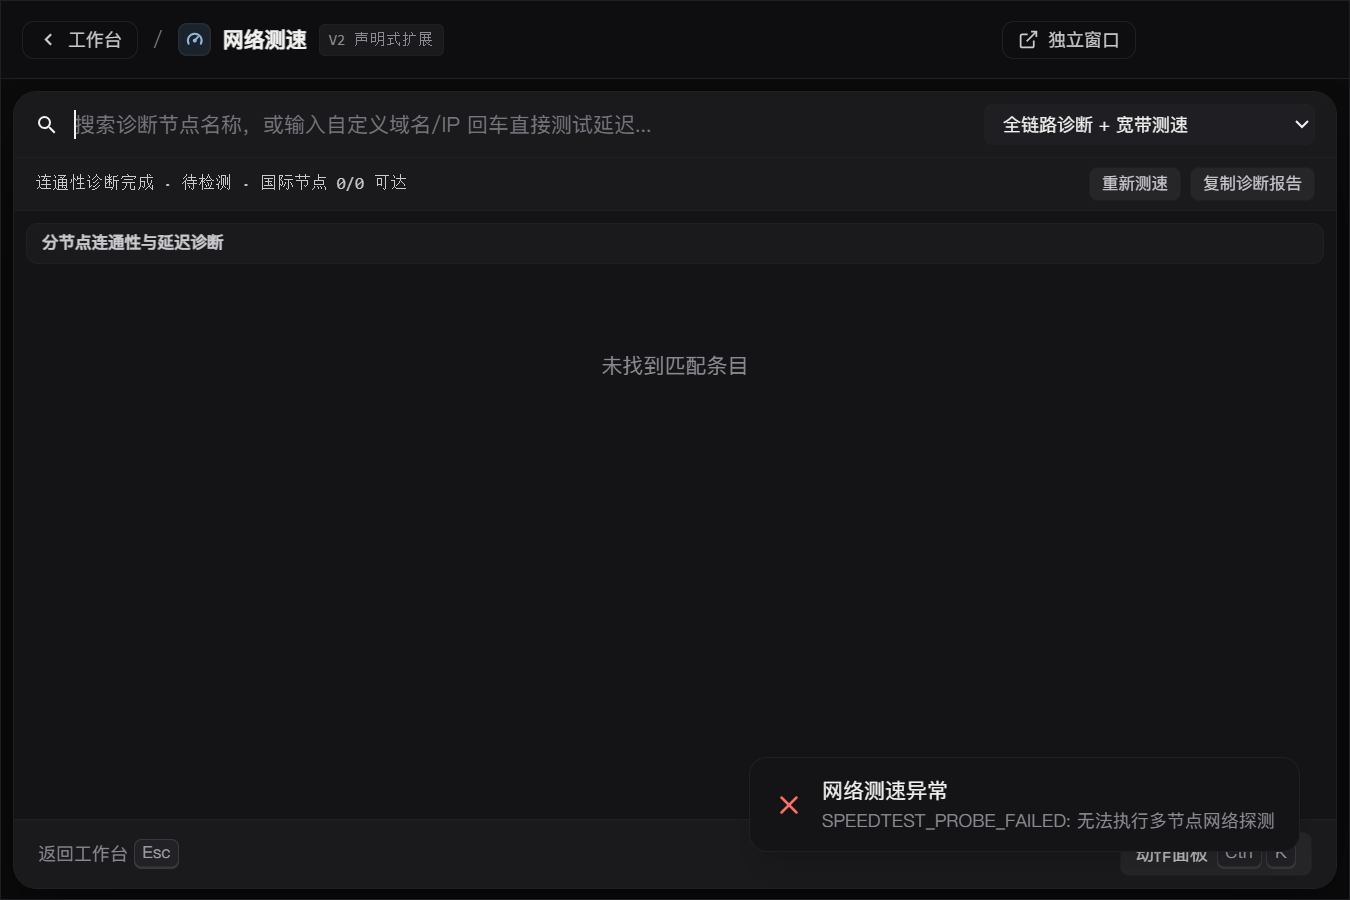 工作台 / 网络测速 V2 声明式扩展 独立窗口
搜索诊断节点名称，或输入自定义域名/IP 回车直接测试延迟... 全链路诊断 + 宽带测速
连通性诊断完成 · 待检测 · 国际节点 0/0 可达 重新测速 复制诊断报告
分节点连通性与延迟诊断
未找到匹配条目
网络测速异常
SPEEDTEST_PROBE_FAILED: 无法执行多节点网络探测
返回工作台 Esc 动作面板 Ctrl K